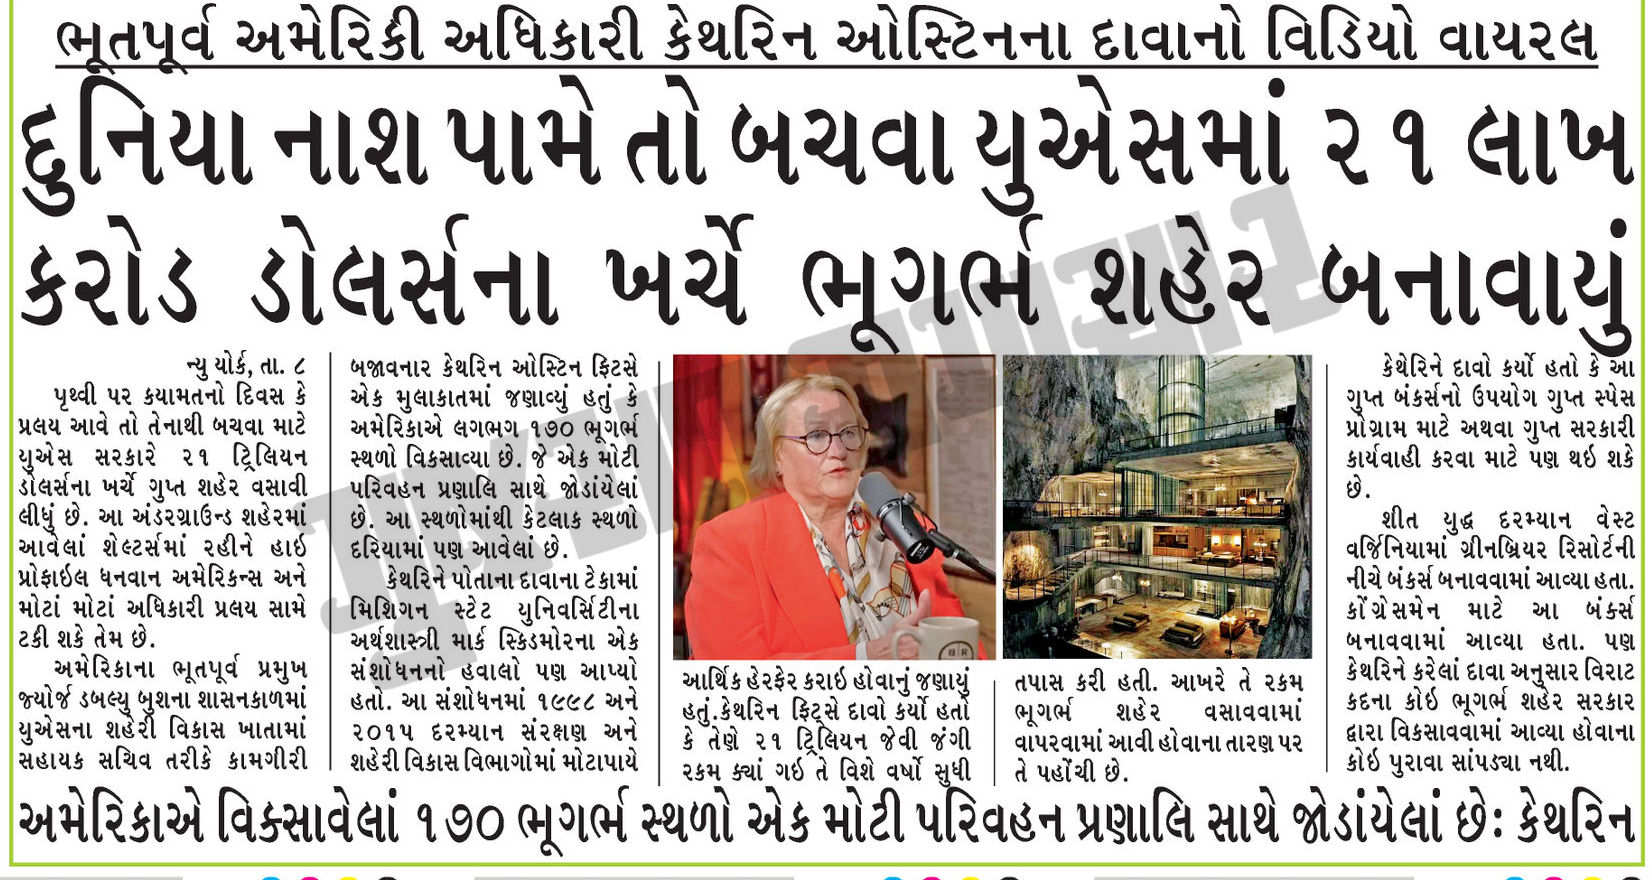 ભૂતપૂર્વ અમેરિકી અધિકારી કેથરિન ઓસ્ટિનના દાવાનો વિડિયો વાયરલ
દુનિયા નાશ પામે તો બચવા યુએસમાં ૨૧ લાખ
કરોડ ડોલર્સના ખર્ચે ભૂગર્ભ શહેર બનાવાયું
ન્યુ યોર્ક, તા. ૮
પૃથ્વી પર કયામતનો દિવસ કે
પ્રલય આવે તો તેનાથી બચવા માટે
યુએસ સરકારે ૨૧ ટ્રિલિયન
ડોલર્સના ખર્ચે ગુપ્ત શહેર વસાવી
લીધું છે. આ અંડરગ્રાઉન્ડ શહેરમાં
આવેલાં શેલ્ટર્સમાં રહીને હાઇ
પ્રોફાઇલ ધનવાન અમેરિકન્સ અને
મોટાં મોટાં અધિકારી પ્રલય સામે
ટકી શકે તેમ છે.
અમેરિકાના ભૂતપૂર્વ પ્રમુખ
જ્યોર્જ ડબલ્યુ બુશના શાસનકાળમાં
યુએસના શહેરી વિકાસ ખાતામાં
સહાયક સચિવ તરીકે કામગીરી
બજાવનાર કેથરિન ઓસ્ટિન ફિટસે
એક મુલાકાતમાં જણાવ્યું હતું કે
અમેરિકાએ લગભગ ૧૭૦ ભૂગર્ભ
સ્થળો વિકસાવ્યા છે. જે એક મોટી
પરિવહન પ્રણાલિ સાથે જોડાંયેલાં
છે. આ સ્થળોમાંથી કેટલાક સ્થળો
દરિયામાં પણ આવેલાં છે.
કેથરિને પોતાના દાવાના ટેકામાં
મિશિગન સ્ટેટ યુનિવર્સિટીના
અર્થશાસ્ત્રી માર્ક સ્કિડમોરના એક
સંશોધનનો હવાલો પણ આપ્યો
હતો. આ સંશોધનમાં ૧૯૯૮ અને
૨૦૧૫ દરમ્યાન સંરક્ષણ અને
શહેરી વિકાસ વિભાગોમાં મોટાપાયે
આર્થિક હેરફેર કરાઇ હોવાનું જણાયું
હતું.કેથરિન ફિટ્સે દાવો કર્યો હતો
કે તેણે ૨૧ ટ્રિલિયન જેવી જંગી
રકમ ક્યાં ગઇ તે વિશે વર્ષો સુધી
તપાસ કરી હતી. આખરે તે રકમ
ભૂગર્ભ શહેર વસાવવામાં
વાપરવામાં આવી હોવાના તારણ પર
તે પહોંચી છે.
કેથેરિને દાવો કર્યો હતો કે આ
ગુપ્ત બંકર્સનો ઉપયોગ ગુપ્ત સ્પેસ
પ્રોગ્રામ માટે અથવા ગુપ્ત સરકારી
કાર્યવાહી કરવા માટે પણ થઇ શકે
છે.
શીત યુદ્ધ દરમ્યાન વેસ્ટ
વર્જિનિયામાં ગ્રીનબ્રિયર રિસોર્ટની
નીચે બંકર્સ બનાવવામાં આવ્યા હતા.
કોંગ્રેસમેન માટે આ બંકર્સ
બનાવવામાં આવ્યા હતા. પણ
કેથરિને કરેલાં દાવા અનુસાર વિરાટ
કદના કોઇ ભૂગર્ભ શહેર સરકાર
દ્વારા વિકસાવવામાં આવ્યા હોવાના
કોઇ પુરાવા સાંપડ્યા નથી.
અમેરિકાએ વિક્સાવેલાં ૧૭૦ ભૂગર્ભ સ્થળો એક મોટી પરિવહન પ્રણાલિ સાથે જોડાંયેલાં છેઃ કેથરિન
ગુજરાત સમાચાર